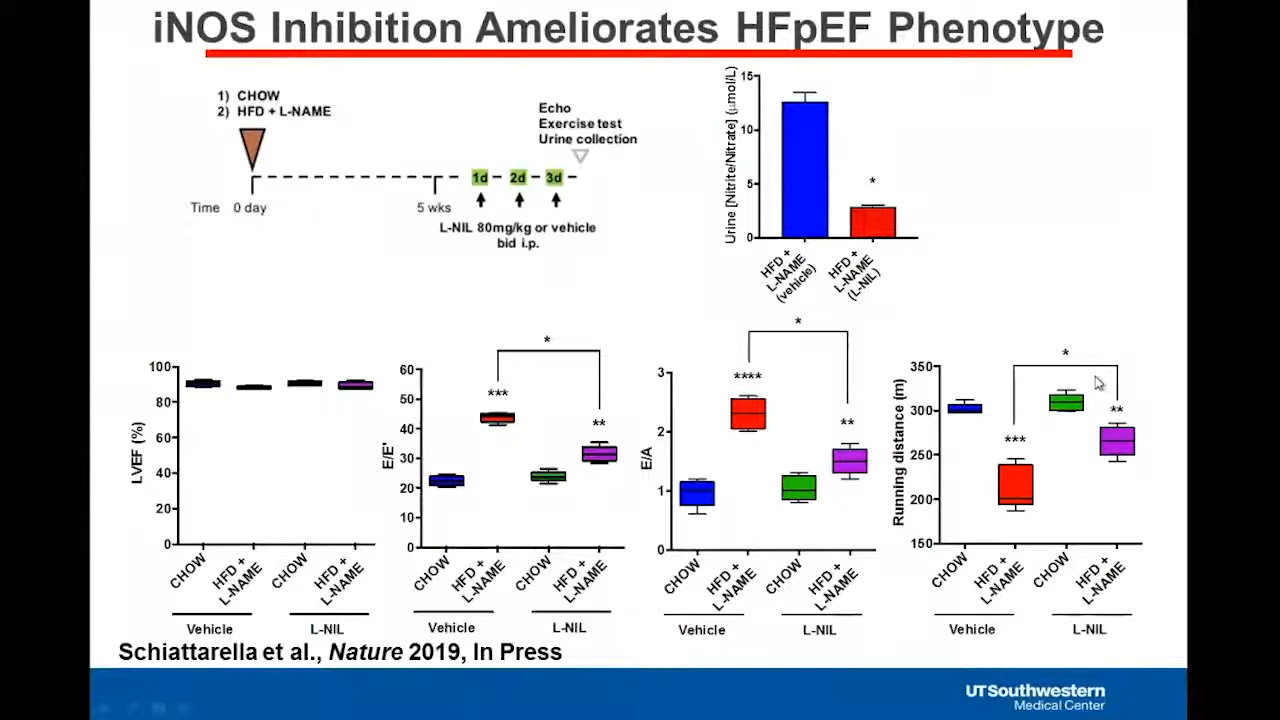 iNOS Inhibition Ameliorates HFpEF Phenotype
1) CHOW
2) HFD + L-NAME
Echo
Exercise test
Urine collection
1d
2d
3d
Time
0 day
5 wks
L-NIL 80mg/kg or vehicle
bid i.p.
Urine [Nitrite/Nitrate] (µmol/L)
15
10
5
0
*
HFD +
L-NAME
(vehicle)
HFD +
L-NAME
(L-NIL)
LVEF (%)
100
80
60
40
20
0
CHOW
HFD +
L-NAME
CHOW
HFD +
L-NAME
Vehicle
L-NIL
E/E'
60
50
40
30
20
10
0
*
***
**
CHOW
HFD +
L-NAME
CHOW
HFD +
L-NAME
Vehicle
L-NIL
E/A
3
2
1
0
*
****
**
CHOW
HFD +
L-NAME
CHOW
HFD +
L-NAME
Vehicle
L-NIL
Running distance (m)
350
300
250
200
150
*
***
**
CHOW
HFD +
L-NAME
CHOW
HFD +
L-NAME
Vehicle
L-NIL
Schiattarella et al., Nature 2019, In Press
UTSouthwestern
Medical Center